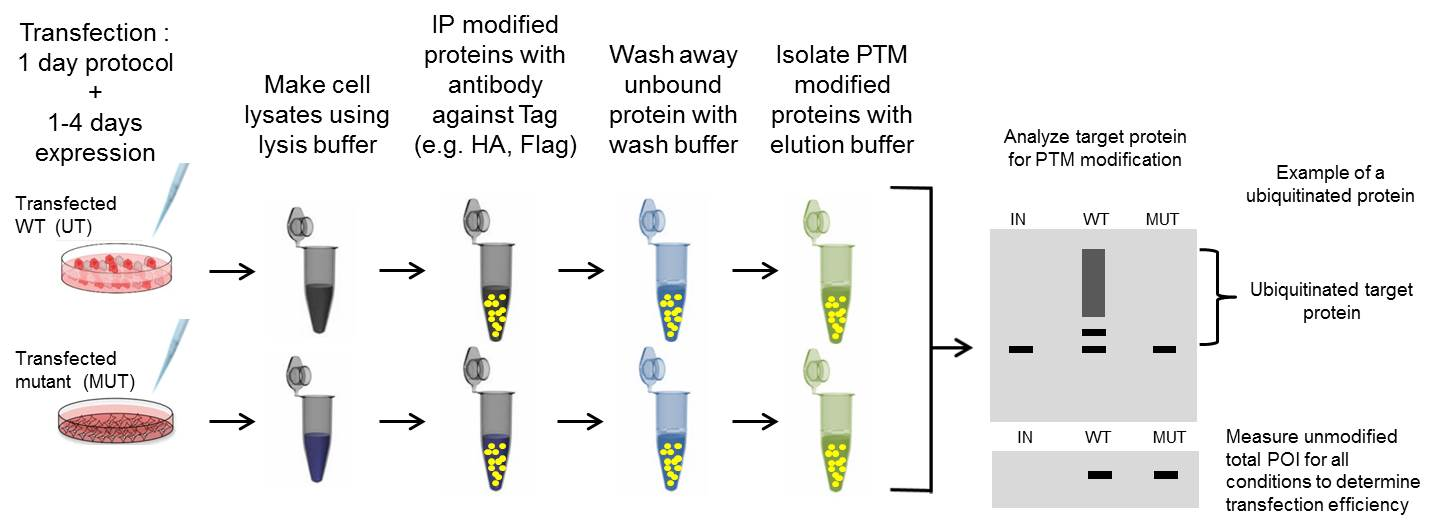 Transfection :
1 day protocol
+
1-4 days
expression
Transfected
WT (UT)
Transfected
mutant (MUT)
Make cell
lysates using
lysis buffer
IP modified
proteins with
antibody
against Tag
(e.g. HA, Flag)
Wash away
unbound
protein with
wash buffer
Isolate PTM
modified
proteins with
elution buffer
Analyze target protein
for PTM modification
IN WT MUT
Example of a
ubiquitinated protein
Ubiquitinated target
protein
IN WT MUT
Measure unmodified
total POI for all
conditions to determine
transfection efficiency